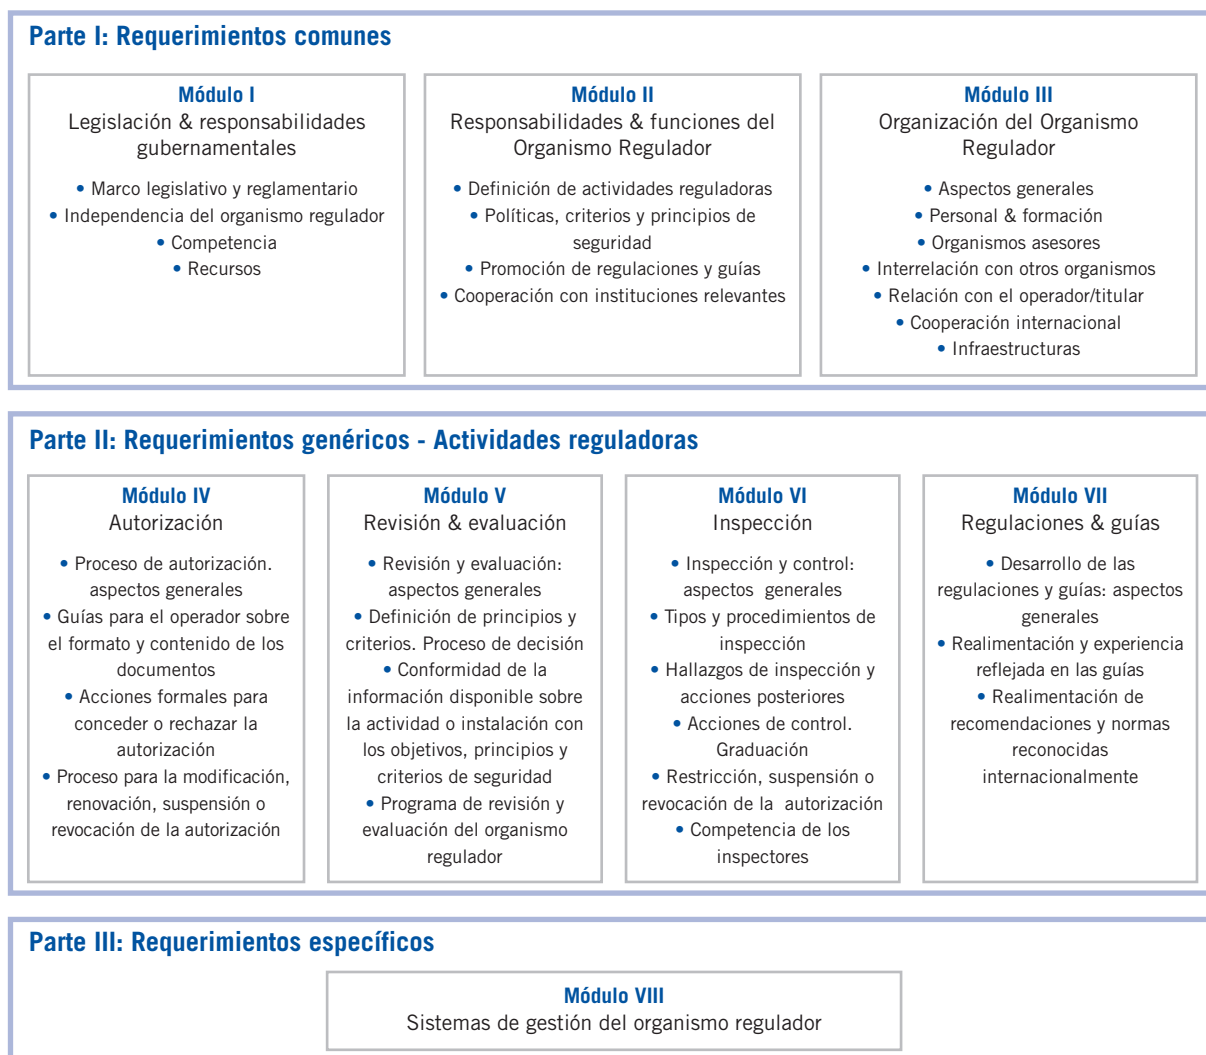 Parte I: Requerimientos comunes
Módulo I
Legislación & responsabilidades
gubernamentales
• Marco legislativo y reglamentario
• Independencia del organismo regulador
• Competencia
• Recursos
Módulo II
Responsabilidades & funciones del
Organismo Regulador
• Definición de actividades reguladoras
• Políticas, criterios y principios de
seguridad
• Promoción de regulaciones y guías
• Cooperación con instituciones relevantes
Módulo III
Organización del Organismo
Regulador
• Aspectos generales
• Personal & formación
• Organismos asesores
• Interrelación con otros organismos
• Relación con el operador/titular
• Cooperación internacional
• Infraestructuras
Parte II: Requerimientos genéricos - Actividades reguladoras
Módulo IV
Autorización
• Proceso de autorización.
aspectos generales
• Guías para el operador sobre
el formato y contenido de los
documentos
• Acciones formales para
conceder o rechazar la
autorización
• Proceso para la modificación,
renovación, suspensión o
revocación de la autorización
Módulo V
Revisión & evaluación
• Revisión y evaluación:
aspectos generales
• Definición de principios y
criterios. Proceso de decisión
• Conformidad de la
información disponible sobre
la actividad o instalación con
los objetivos, principios y
criterios de seguridad
• Programa de revisión y
evaluación del organismo
regulador
Módulo VI
Inspección
• Inspección y control:
aspectos generales
• Tipos y procedimientos de
inspección
• Hallazgos de inspección y
acciones posteriores
• Acciones de control.
Graduación
• Restricción, suspensión o
revocación de la autorización
• Competencia de los
inspectores
Módulo VII
Regulaciones & guías
• Desarrollo de las
regulaciones y guías: aspectos
generales
• Realimentación y experiencia
reflejada en las guías
• Realimentación de
recomendaciones y normas
reconocidas
internacionalmente
Parte III: Requerimientos específicos
Módulo VIII
Sistemas de gestión del organismo regulador